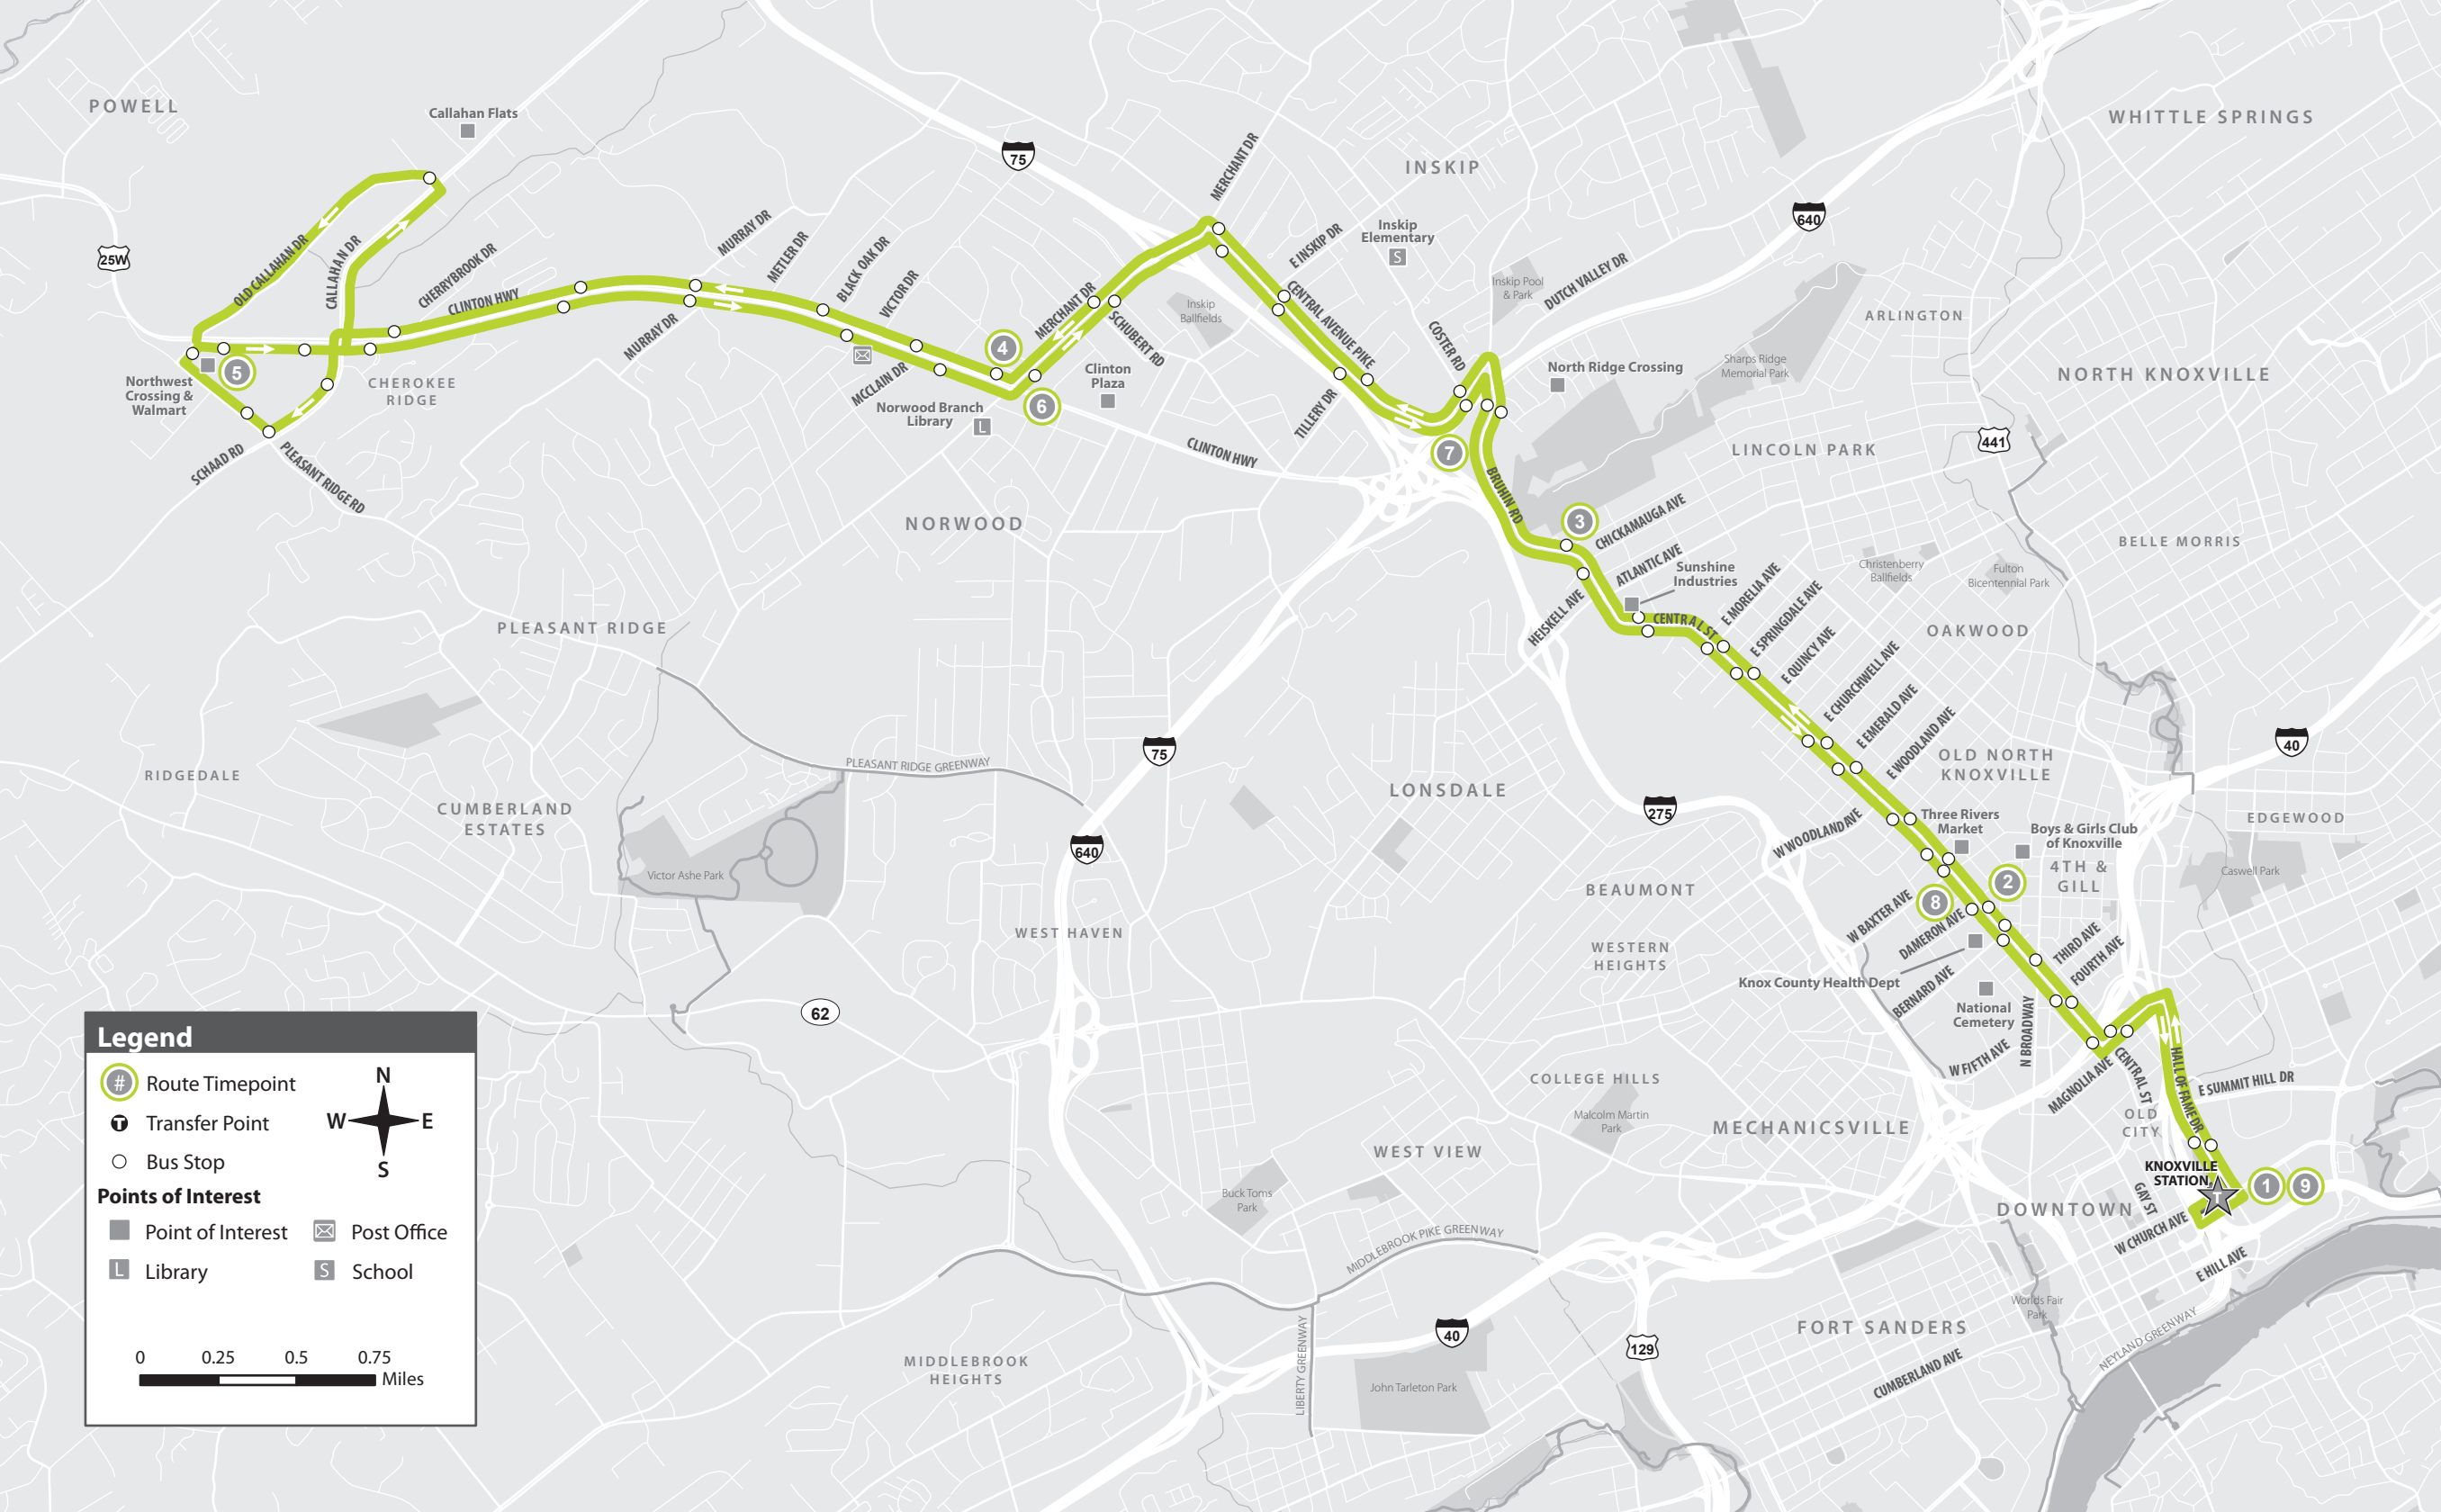 POWELL
Callahan Flats
75
MERCHANT DR
INSKIP
WHITTLE SPRINGS
640
25W
OLD CALLAHAN DR
CALLAHAN DR
CHERRYBROOK DR
CLINTON HWY
MURRAY DR
METLER DR
BLACK OAK DR
VICTOR DR
MURRAY DR
MERCHANT DR
SCHUBERT RD
Inskip
Ballfields
E INSKIP DR
Inskip
Elementary
S
CENTRAL AVENUE PIKE
Inskip Pool
& Park
DUTCH VALLEY DR
COSTER RD
ARLINGTON
Sharps Ridge
Memorial Park
North Ridge Crossing
NORTH KNOXVILLE
4
5
6
7
Northwest
Crossing &
Walmart
CHEROKEE
RIDGE
MCCLAIN DR
Norwood Branch
Library
L
Clinton
Plaza
CLINTON HWY
TILLERY DR
SCHAAD RD
PLEASANT RIDGE RD
LINCOLN PARK
441
BRUHIN RD
NORWOOD
3
CHICKAMAUGA AVE
ATLANTIC AVE
Sunshine
Industries
HEISKELL AVE
CENTRAL ST
E MORELIA AVE
E SPRINGDALE AVE
E QUINCY AVE
E CHURCHWELL AVE
E EMERALD AVE
E WOODLAND AVE
Christenberry
Ballfields
Fulton
Bicentennial Park
BELLE MORRIS
OAKWOOD
PLEASANT RIDGE
PLEASANT RIDGE GREENWAY
75
40
OLD NORTH
KNOXVILLE
RIDGEDALE
CUMBERLAND
ESTATES
LONSDALE
275
640
Victor Ashe Park
W WOODLAND AVE
Three Rivers
Market
Boys & Girls Club
of Knoxville
EDGEWOOD
4TH &
GILL
Caswell Park
BEAUMONT
2
8
W BAXTER AVE
DAMERON AVE
WEST HAVEN
WESTERN
HEIGHTS
THIRD AVE
FOURTH AVE
Knox County Health Dept
BERNARD AVE
National
Cemetery
N BROADWAY
W FIFTH AVE
62
MAGNOLIA AVE
CENTRAL ST
HALL OF FAME DR
E SUMMIT HILL DR
COLLEGE HILLS
Malcolm Martin
Park
MECHANICSVILLE
OLD
CITY
WEST VIEW
Buck Toms
Park
KNOXVILLE
STATION
T
1
9
DOWNTOWN
GAY ST
W CHURCH AVE
E HILL AVE
MIDDLEBROOK PIKE GREENWAY
Worlds Fair
Park
NEYLAND GREENWAY
FORT SANDERS
CUMBERLAND AVE
LIBERTY GREENWAY
40
129
John Tarleton Park
MIDDLEBROOK
HEIGHTS
Legend
# Route Timepoint
T Transfer Point
Bus Stop
N
W E
S
Points of Interest
Point of Interest
Post Office
L Library
S School
0 0.25 0.5 0.75
Miles